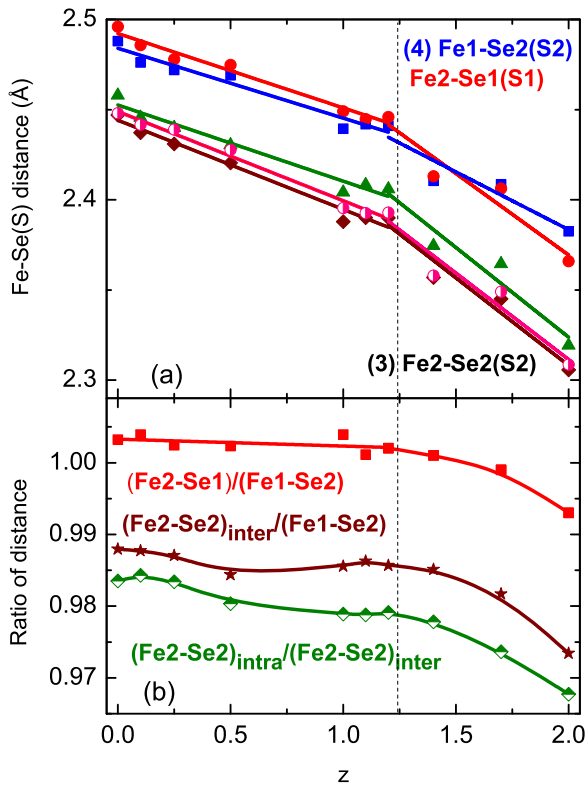 2.5
(4) Fe1-Se2(S2)
Fe2-Se1(S1)
2.4
2.3
Fe-Se(S) distance (Å)
(3) Fe2-Se2(S2)
(a)
1.00
0.99
0.98
0.97
Ratio of distance
(Fe2-Se1)/(Fe1-Se2)
(Fe2-Se2)inter/(Fe1-Se2)
(Fe2-Se2)intra/(Fe2-Se2)inter
(b)
0.0 0.5 1.0 1.5 2.0
z